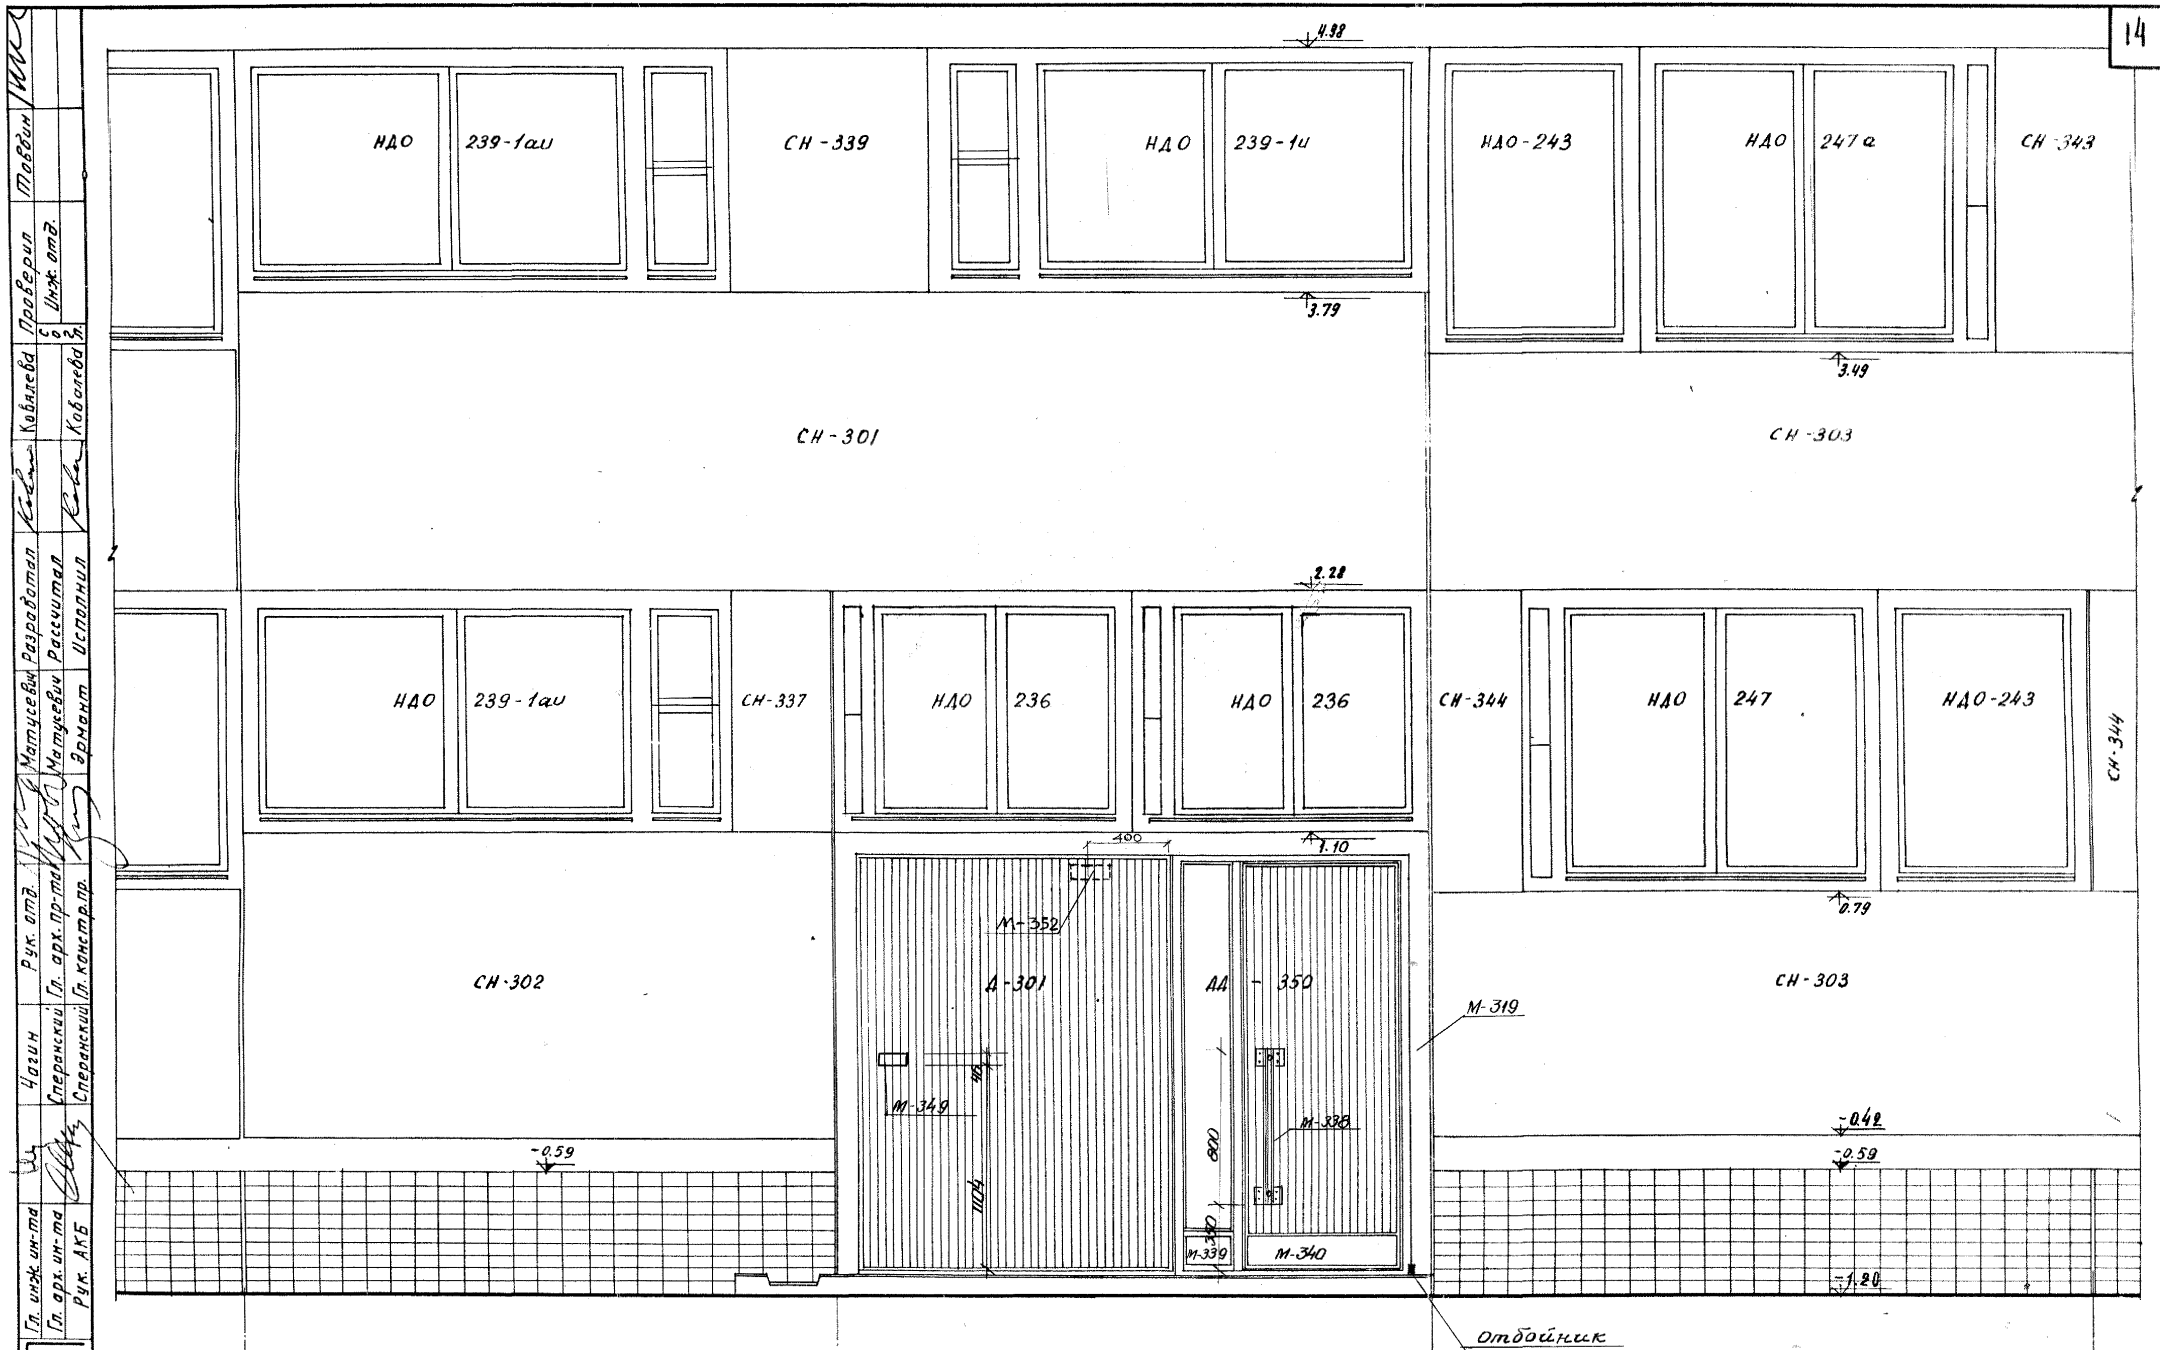 14
4.98
НДО 239-1аи
СН-339
НДО 239-1и
НДО-243
НДО 247а
СН-343
3.79
3.49
СН-301
СН-303
2.28
НДО 239-1аи
СН-337
НДО 236
НДО 236
СН-344
НДО 247
НДО-243
СН-344
400
1.10
0.79
М-352
СН-302
Д-301
ДД - 350
СН-303
М-319
46
М-349
М-338
800
-0.42
-0.59
-0.59
1104
350
М-339
М-340
-1.20
отбойник
Гл. инж. ин-та
Чагин
Рук. отд.
Матусевич
Разработал
Ковалева
Проверил
Товбин
Гл. арх. ин-та
Сперанский
Гл. арх. пр-та
Матусевич
Рассчитал
Согл.
Инж. отд.
Рук. АКБ
Сперанский
Гл. констр. пр.
Эрмант
Исполнил
Ковалева